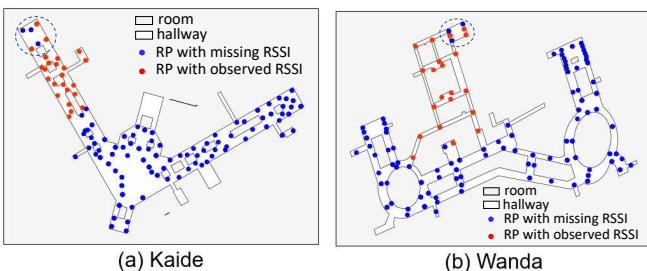 room
hallway
RP with missing RSSI
RP with observed RSSI
(a) Kaide
room
hallway
RP with missing RSSI
RP with observed RSSI
(b) Wanda